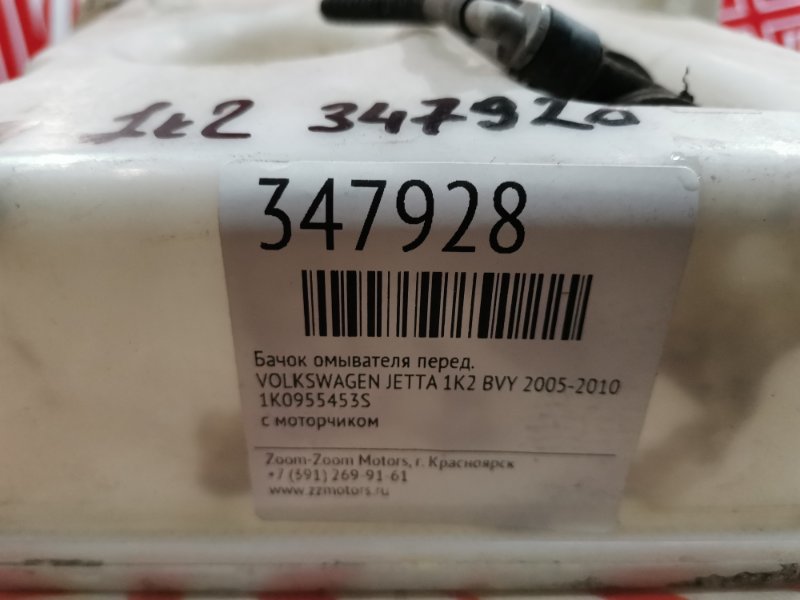 1k2 347920
347928
Бачок омывателя перед.
VOLKSWAGEN JETTA 1K2 BVY 2005-2010
1K0955453S
с моторчиком
Zoom-Zoom Motors, г. Красноярск
+7 (391) 269-91-61
www.zzmotors.ru